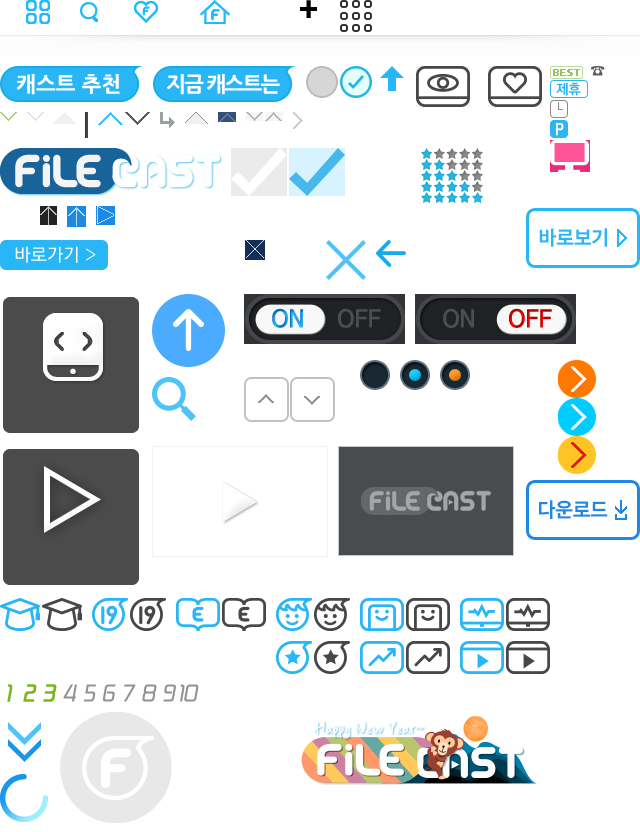 캐스트 추천
지금 캐스트는
BEST
제휴
P
FiLE CAST
바로보기
바로가기 >
ON OFF
ON OFF
FiLE CAST
다운로드
19 19
E E
1 2 3 4 5 6 7 8 9 10
F
Happy New Year~
FiLE CAST